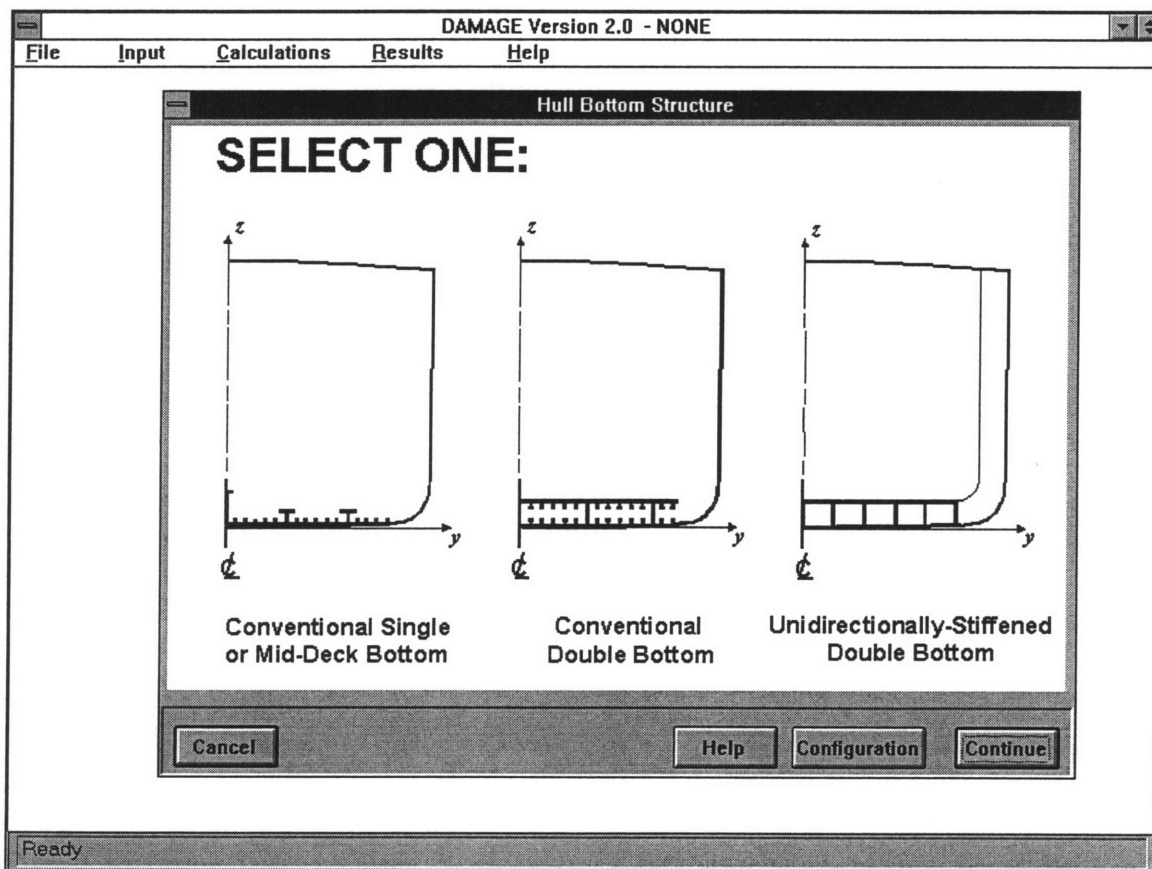 DAMAGE Version 2.0 - NONE
File Input Calculations Results Help
Hull Bottom Structure
SELECT ONE:
z z z
y y y
℄ ℄ ℄
Conventional Single
or Mid-Deck Bottom
Conventional
Double Bottom
Unidirectionally-Stiffened
Double Bottom
Cancel Help Configuration Continue
Ready